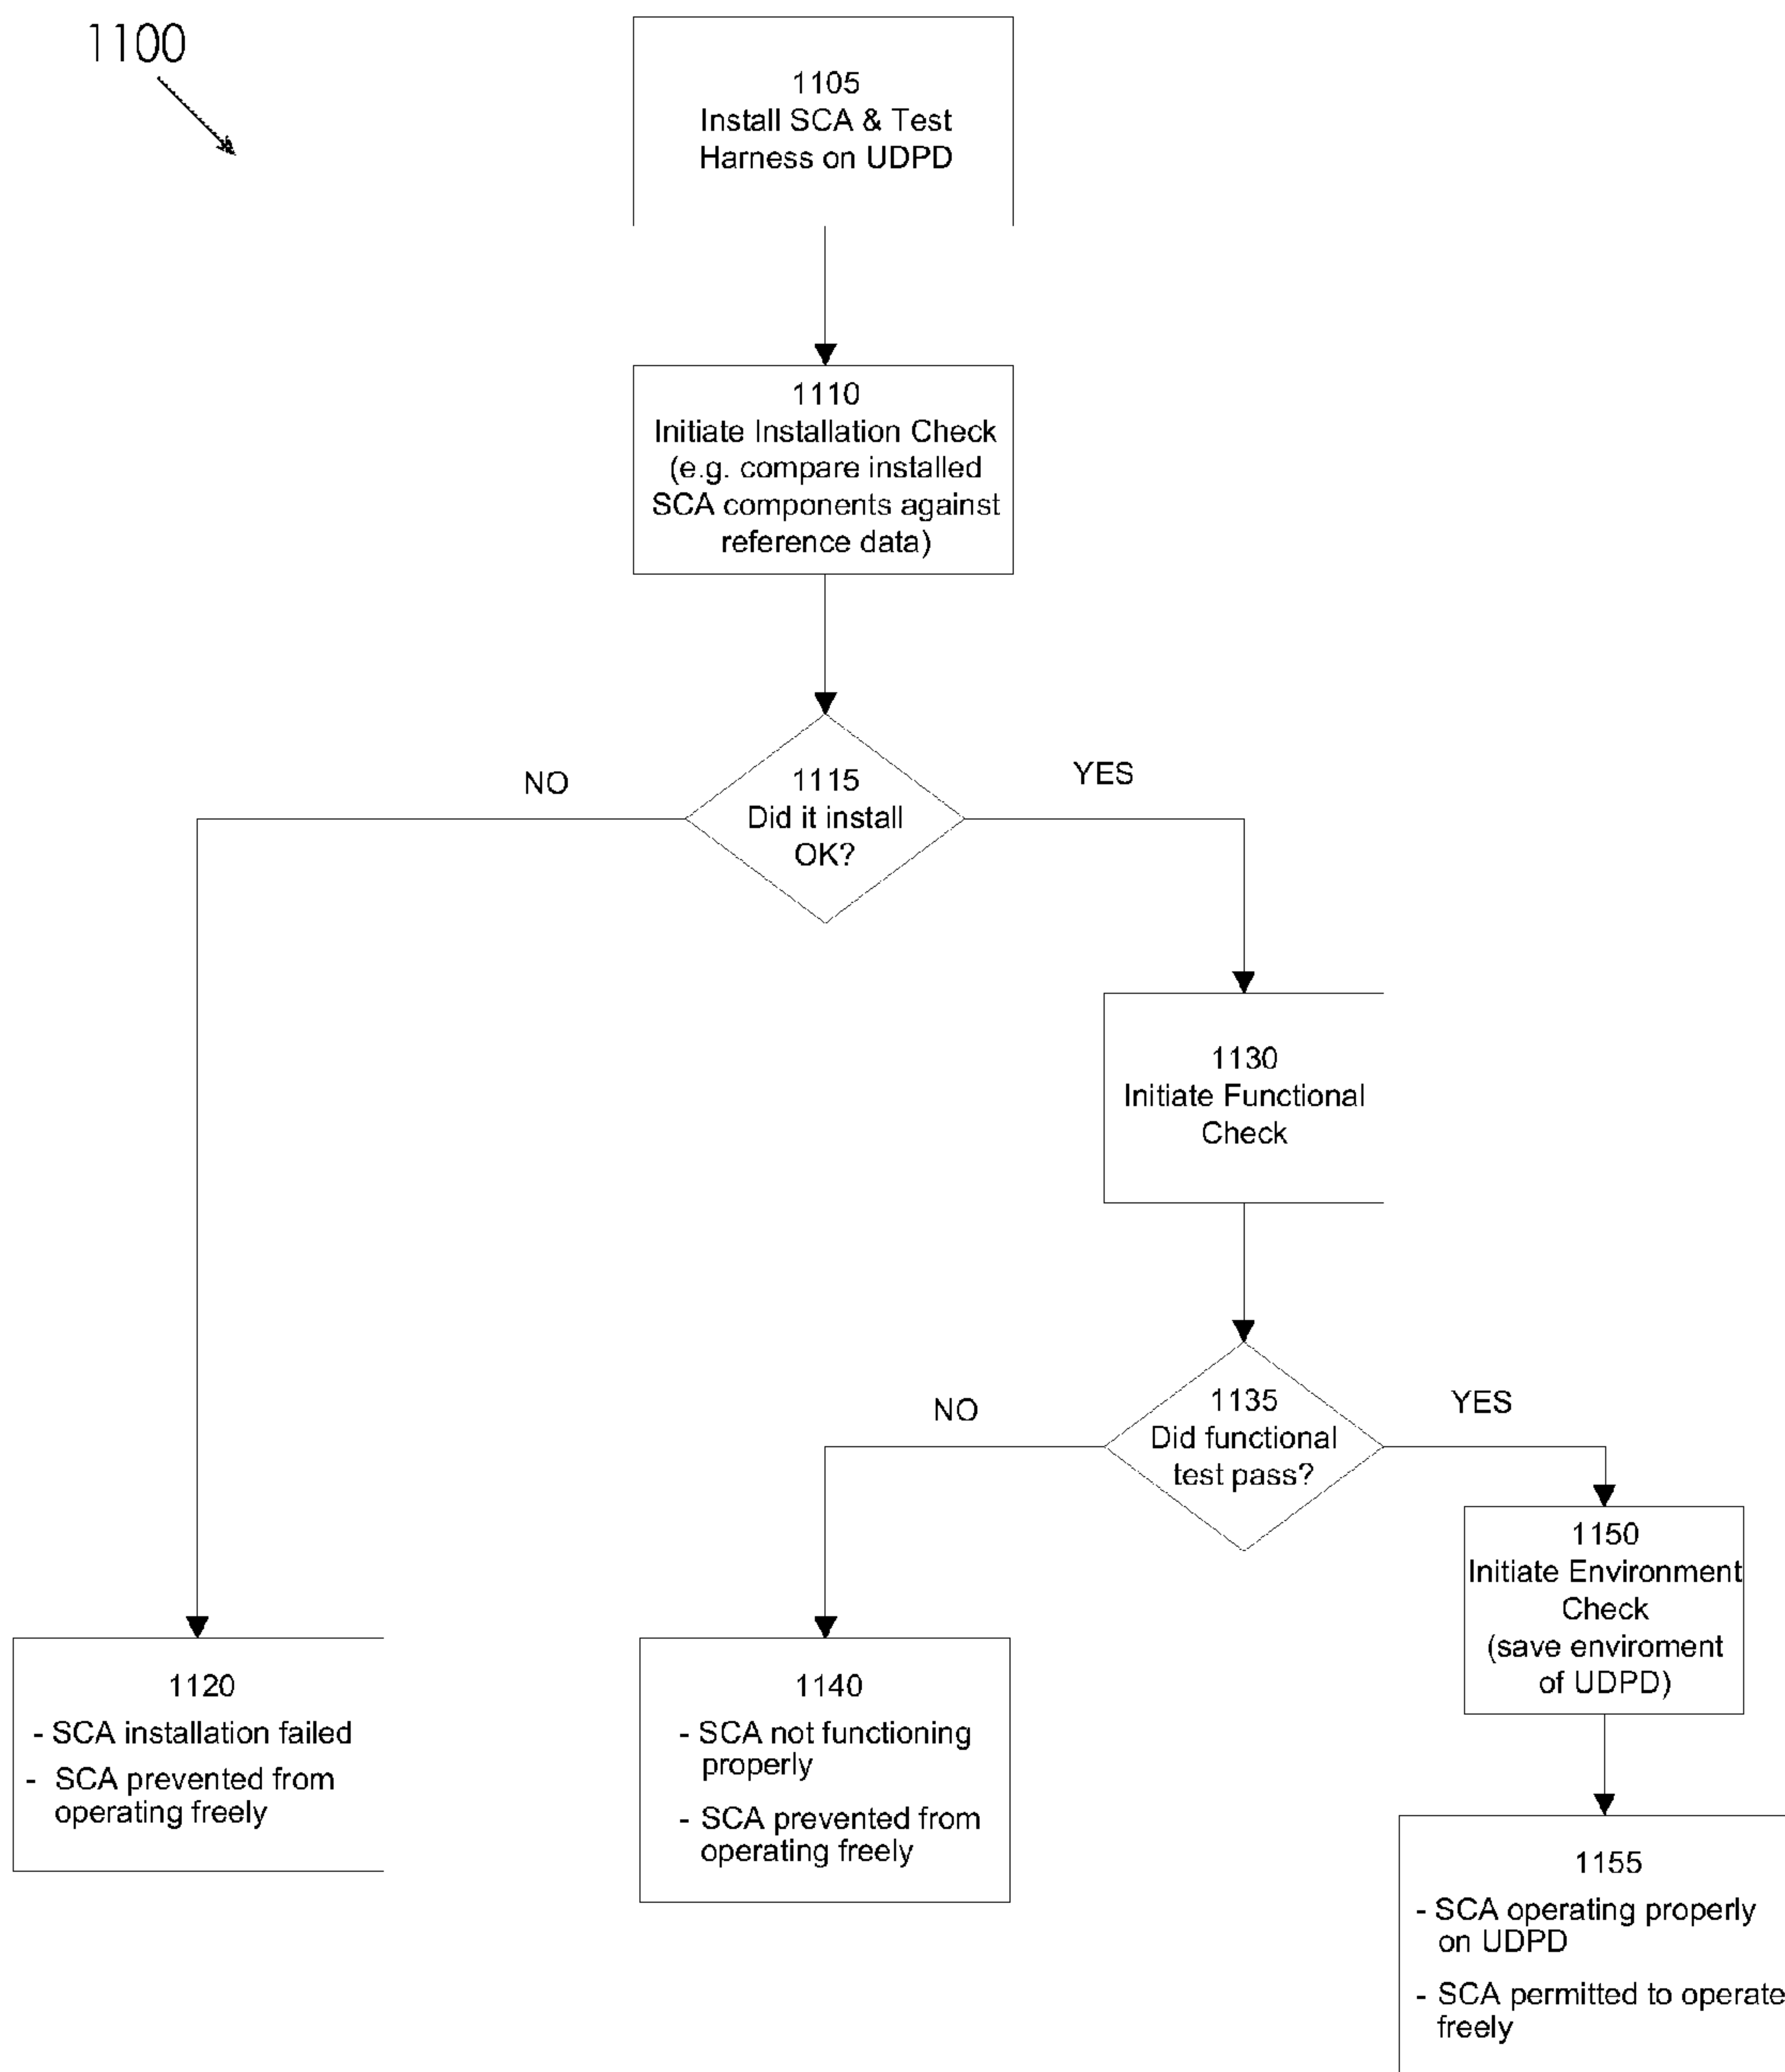 1100
1105
Install SCA & Test
Harness on UDPD
1110
Initiate Installation Check
(e.g. compare installed
SCA components against
reference data)
NO
YES
1115
Did it install
OK?
1130
Initiate Functional
Check
NO
YES
1135
Did functional
test pass?
1150
Initiate Environment
Check
(save enviroment
of UDPD)
1120
- SCA installation failed
- SCA prevented from
operating freely
1140
- SCA not functioning
properly
- SCA prevented from
operating freely
1155
- SCA operating properly
on UDPD
- SCA permitted to operate
freely